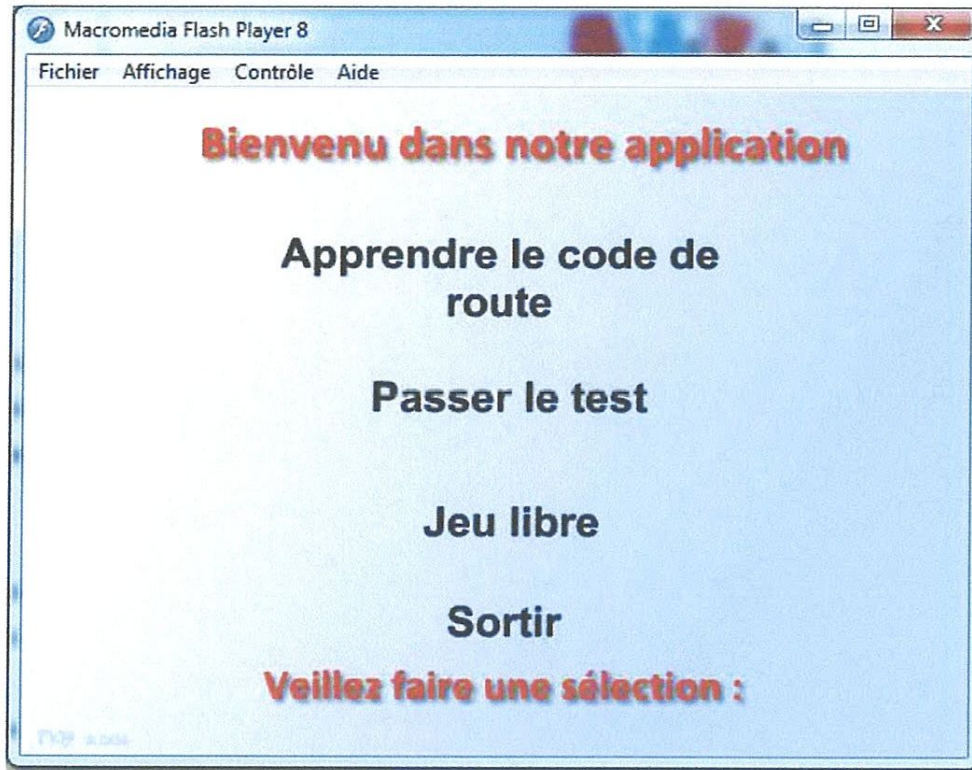 Macromedia Flash Player 8
Fichier Affichage Contrôle Aide
Bienvenu dans notre application
Apprendre le code de
route
Passer le test
Jeu libre
Sortir
Veillez faire une sélection :